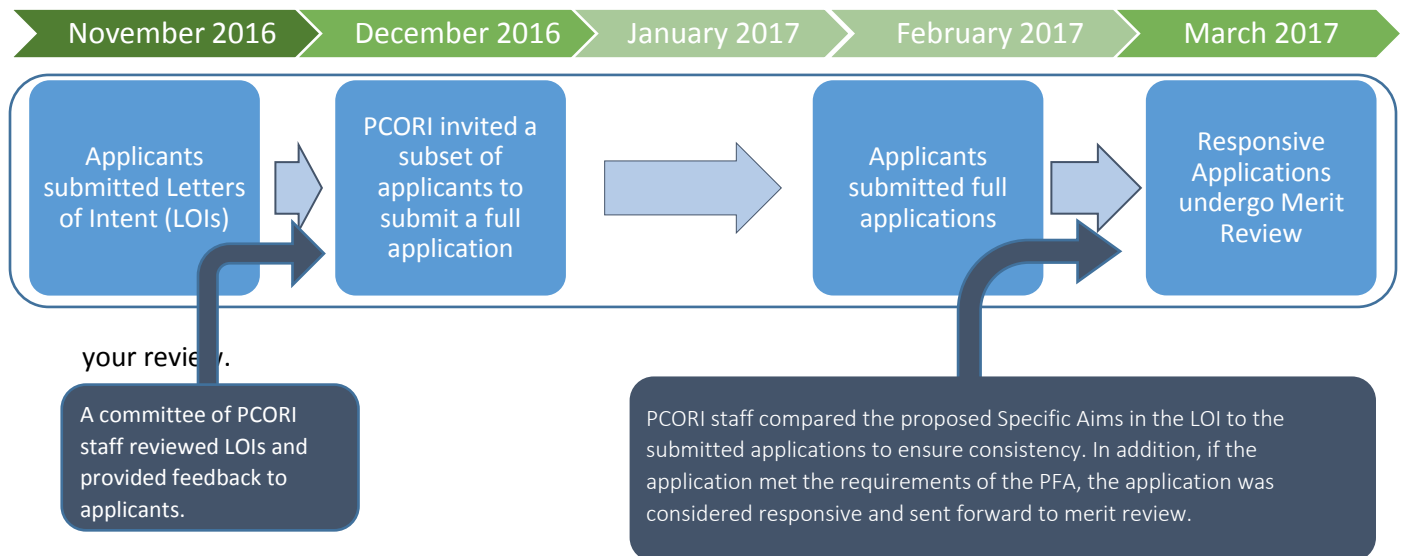 November 2016
December 2016
January 2017
February 2017
March 2017
Applicants
submitted Letters
of Intent (LOIs)
PCORI invited a
subset of
applicants to
submit a full
application
Applicants
submitted full
applications
Responsive
Applications
undergo Merit
Review
your review.
A committee of PCORI
staff reviewed LOIs and
provided feedback to
applicants.
PCORI staff compared the proposed Specific Aims in the LOI to the
submitted applications to ensure consistency. In addition, if the
application met the requirements of the PFA, the application was
considered responsive and sent forward to merit review.